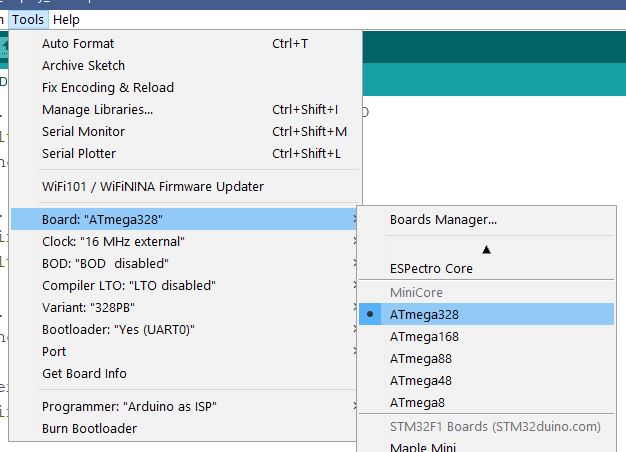 Tools Help
Auto Format Ctrl+T
Archive Sketch
Fix Encoding & Reload
Manage Libraries... Ctrl+Shift+I
Serial Monitor Ctrl+Shift+M
Serial Plotter Ctrl+Shift+L
WiFi101 / WiFiNINA Firmware Updater
Board: "ATmega328"
Clock: "16 MHz external"
BOD: "BOD disabled"
Compiler LTO: "LTO disabled"
Variant: "328PB"
Bootloader: "Yes (UART0)"
Port
Get Board Info
Programmer: "Arduino as ISP"
Burn Bootloader
Boards Manager...
ESPectro Core
MiniCore
ATmega328
ATmega168
ATmega88
ATmega48
ATmega8
STM32F1 Boards (STM32duino.com)
Maple Mini